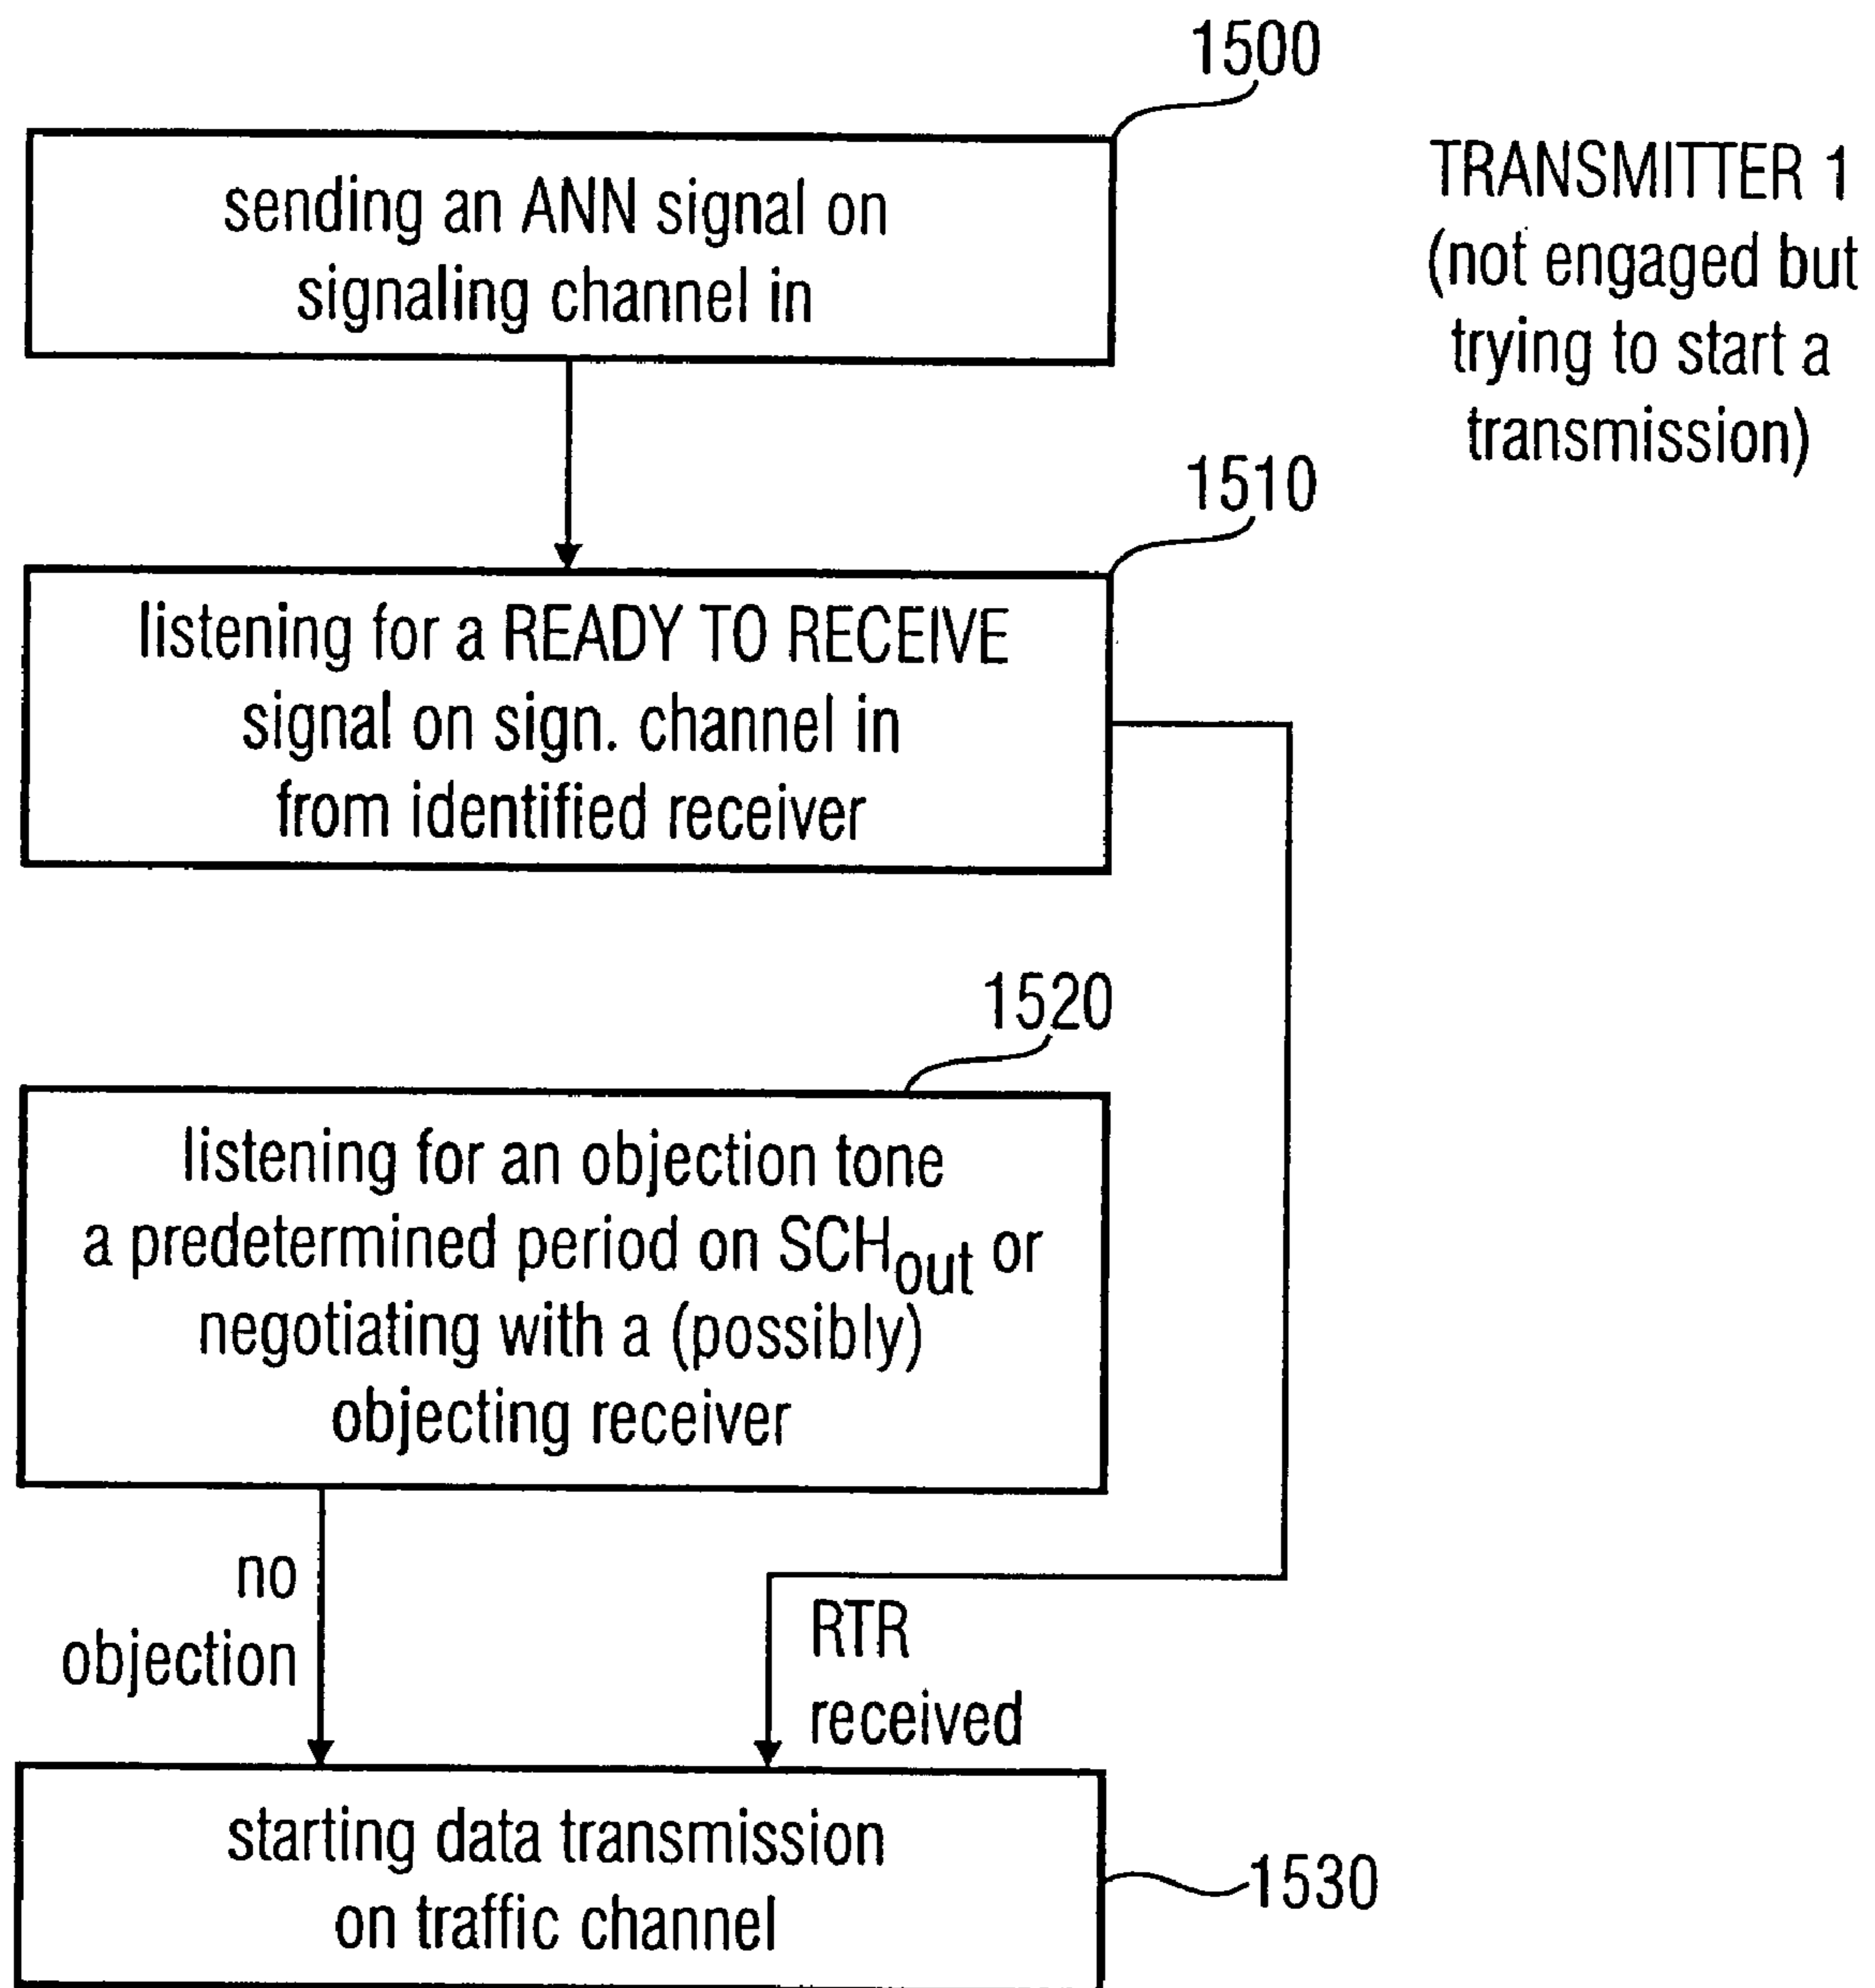 1500
sending an ANN signal on
signaling channel in
TRANSMITTER 1
(not engaged but
trying to start a
transmission)
1510
listening for a READY TO RECEIVE
signal on sign. channel in
from identified receiver
1520
listening for an objection tone
a predetermined period on SCHout or
negotiating with a (possibly)
objecting receiver
no
objection
RTR
received
starting data transmission
on traffic channel
1530